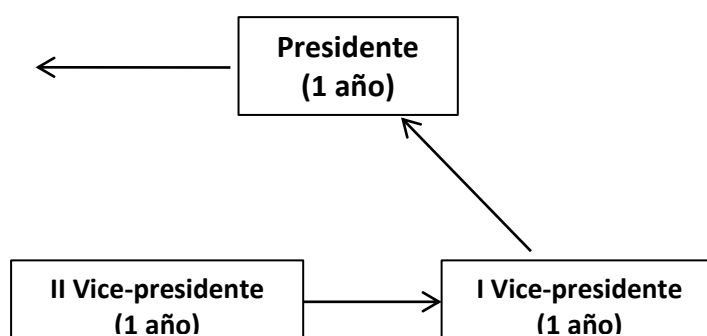 Presidente
(1 año)
II Vice-presidente
(1 año)
I Vice-presidente
(1 año)